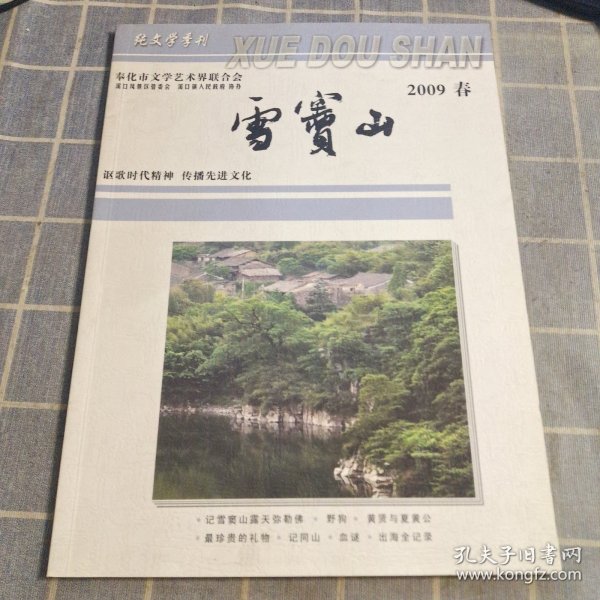 纯文学季刊
XUE DOU SHAN
奉化市文学艺术界联合会
溪口风景区管委会 溪口镇人民政府 协办
2009 春
雪窦山
讴歌时代精神 传播先进文化
记雪窦山露天弥勒佛 野狗 黄贤与夏黄公
最珍贵的礼物 记同山 血谜 出海全记录
孔夫子旧书网
www.kongfz.com